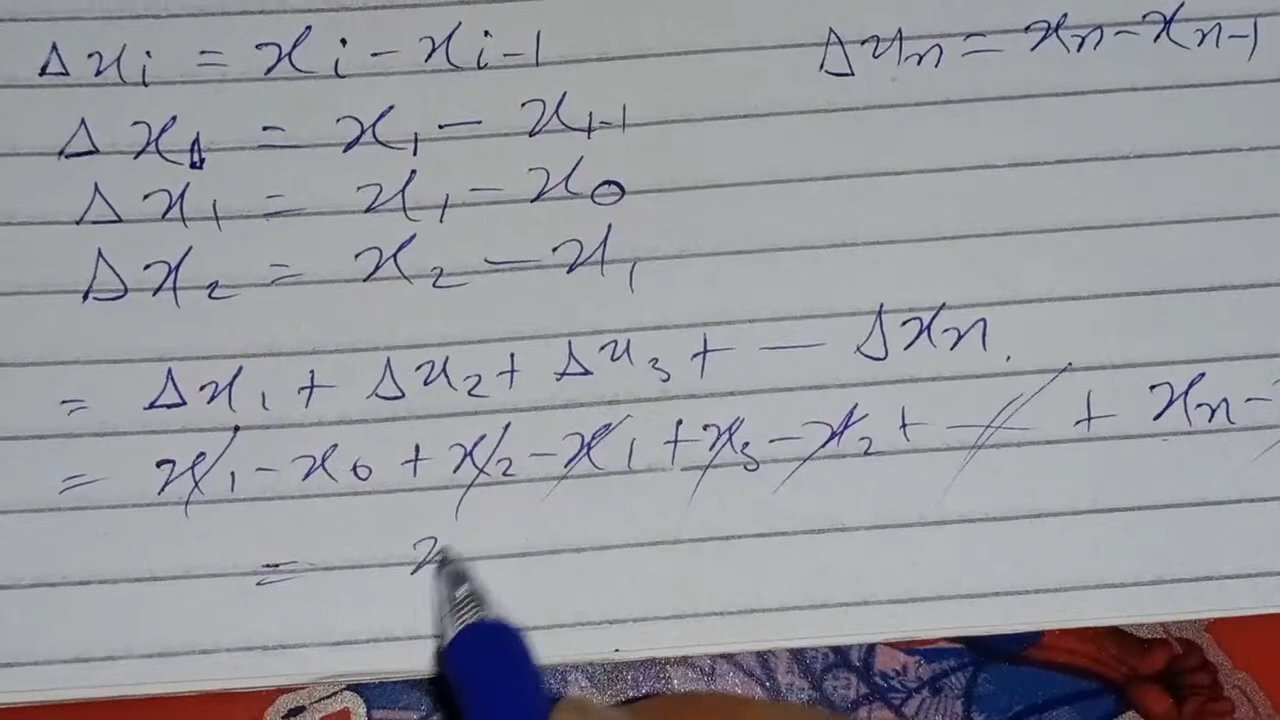 Δxi = xi - xi-1 Δxn = xn - xn-1
Δx1 = x1 - x1-1
Δx1 = x1 - x0
Δx2 = x2 - x1
= Δx1 + Δx2 + Δx3 + — Δxn.
= x1 - x0 + x2 - x1 + x3 - x2 + — + xn -
= x